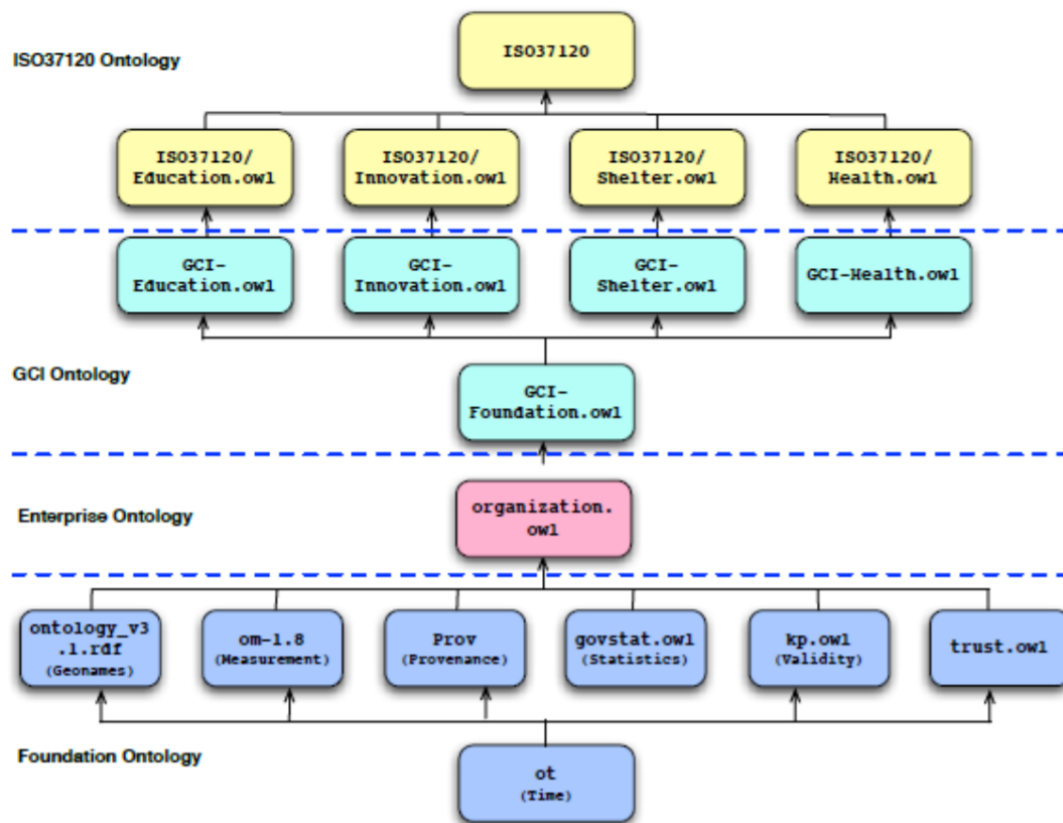 ISO37120 Ontology
ISO37120
ISO37120/
Education.owl
ISO37120/
Innovation.owl
ISO37120/
Shelter.owl
ISO37120/
Health.owl
GCI-
Education.owl
GCI-
Innovation.owl
GCI-
Shelter.owl
GCI-Health.owl
GCI Ontology
GCI-
Foundation.owl
Enterprise Ontology
organization.
owl
ontology_v3
.1.rdf
(Geonames)
om-1.8
(Measurement)
Prov
(Provenance)
govstat.owl
(Statistics)
kp.owl
(Validity)
trust.owl
Foundation Ontology
ot
(Time)